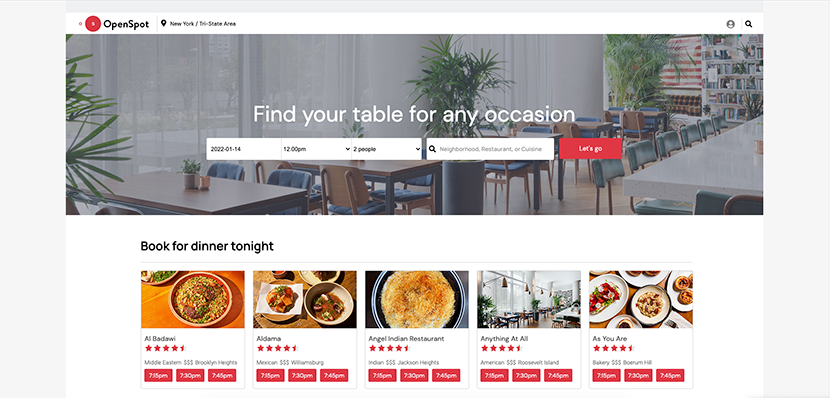 S OpenSpot New York / Tri-State Area
Find your table for any occasion
2022-01-14 12:00pm 2 people Neighborhood, Restaurant, or Cuisine Let's go
Book for dinner tonight
Al Badawi Aldama Angel Indian Restaurant Anything At All As You Are
Middle Eastern $$$ Brooklyn Heights Mexican $$$ Williamsburg Indian $$$ Jackson Heights American $$$ Roosevelt Island Bakery $$$ Boerum Hill
7:15pm 7:30pm 7:45pm 7:15pm 7:30pm 7:45pm 7:15pm 7:30pm 7:45pm 7:15pm 7:30pm 7:45pm 7:15pm 7:30pm 7:45pm